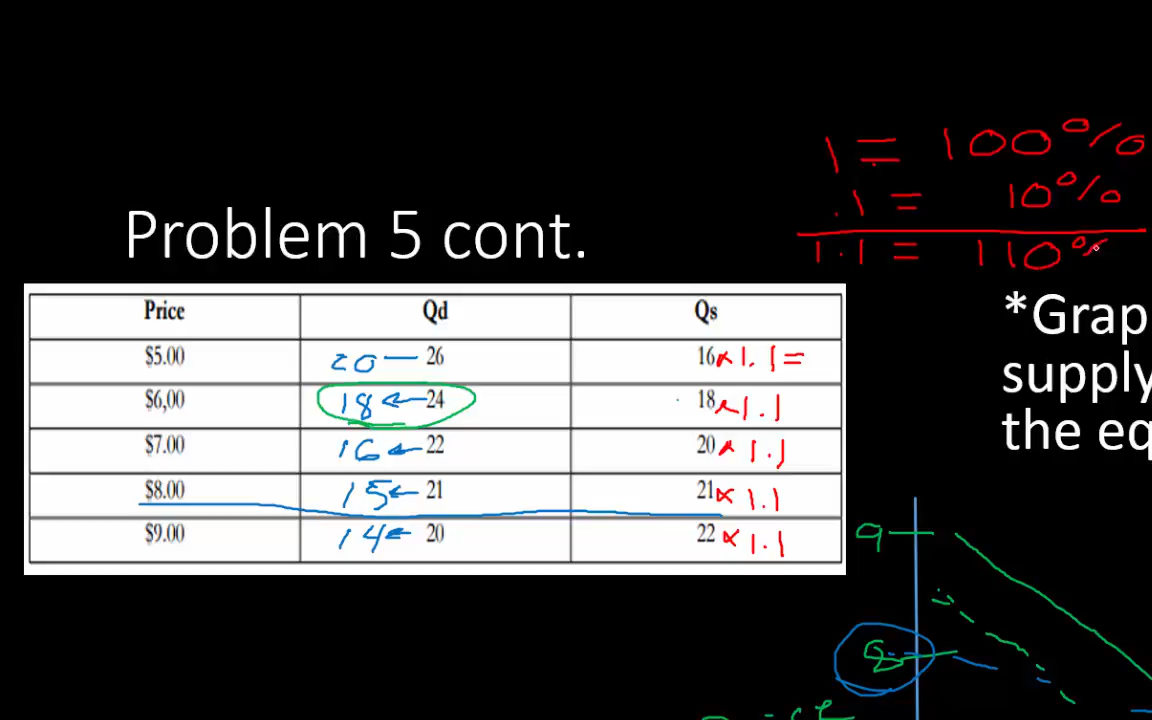 1 = 100%
.1 = 10%
1.1 = 110%
Problem 5 cont.
Price Qd Qs
$5.00 20 — 26 16 × 1.1 =
$6,00 18 ← 24 18 × 1.1
$7.00 16 ← 22 20 × 1.1
$8.00 15 ← 21 21 × 1.1
$9.00 14 ← 20 22 × 1.1
*Grap
supply
the eq
9
8